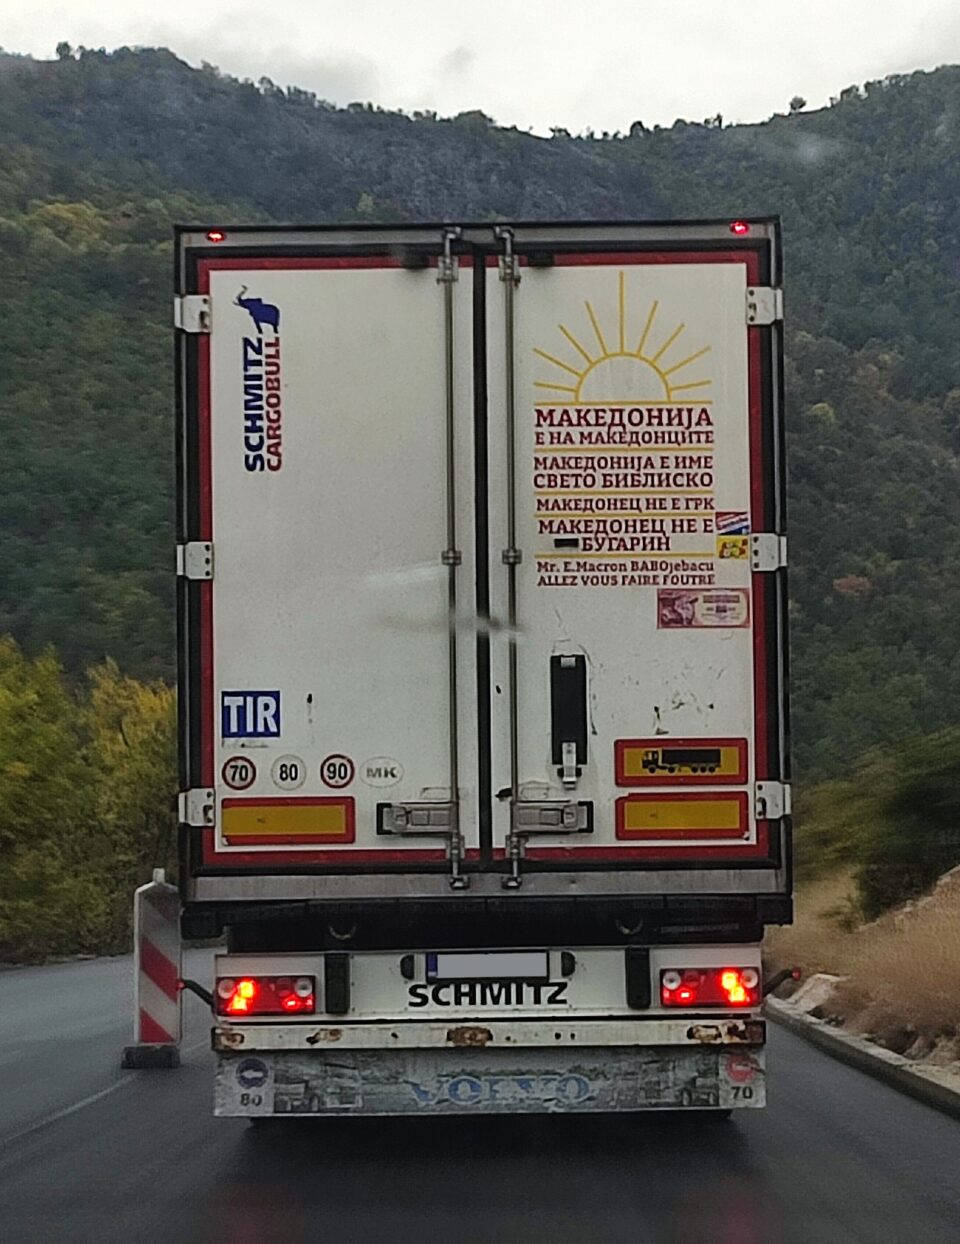 SCHMITZ
CARGOBULL
МАКЕДОНИЈА
Е НА МАКЕДОНЦИТЕ
МАКЕДОНИЈА Е ИМЕ
СВЕТО БИБЛИСКО
МАКЕДОНЕЦ НЕ Е ГРК
МАКЕДОНЕЦ НЕ Е
БУГАРИН
Mr. E.Macron BABOjebacu
ALLEZ VOUS FAIRE FOUTRE
TIR
70
80
90
MK
SCHMITZ
80
VOLVO
70